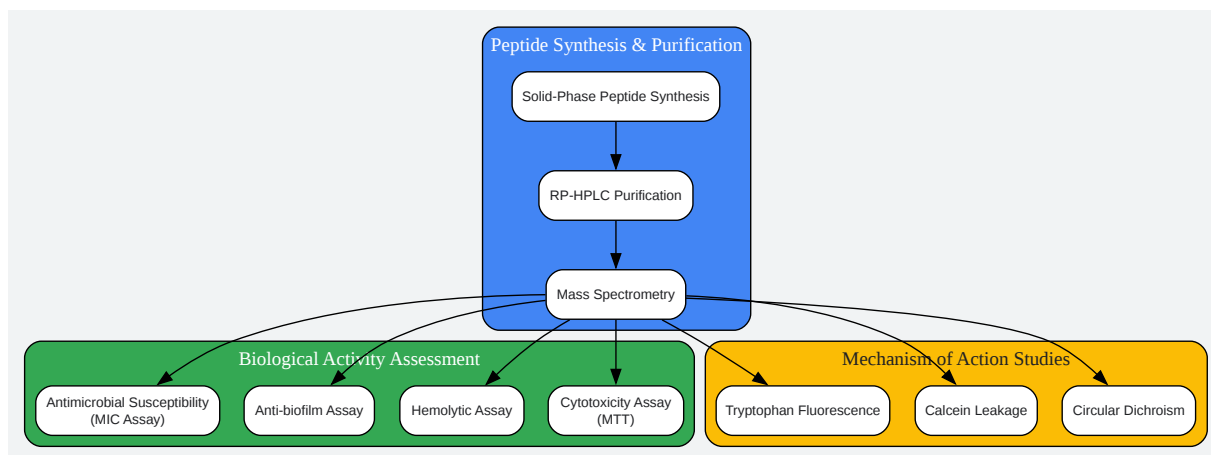 Peptide Synthesis & Purification
Solid-Phase Peptide Synthesis
RP-HPLC Purification
Mass Spectrometry
Biological Activity Assessment
Antimicrobial Susceptibility
(MIC Assay)
Anti-biofilm Assay
Hemolytic Assay
Cytotoxicity Assay
(MTT)
Mechanism of Action Studies
Tryptophan Fluorescence
Calcein Leakage
Circular Dichroism